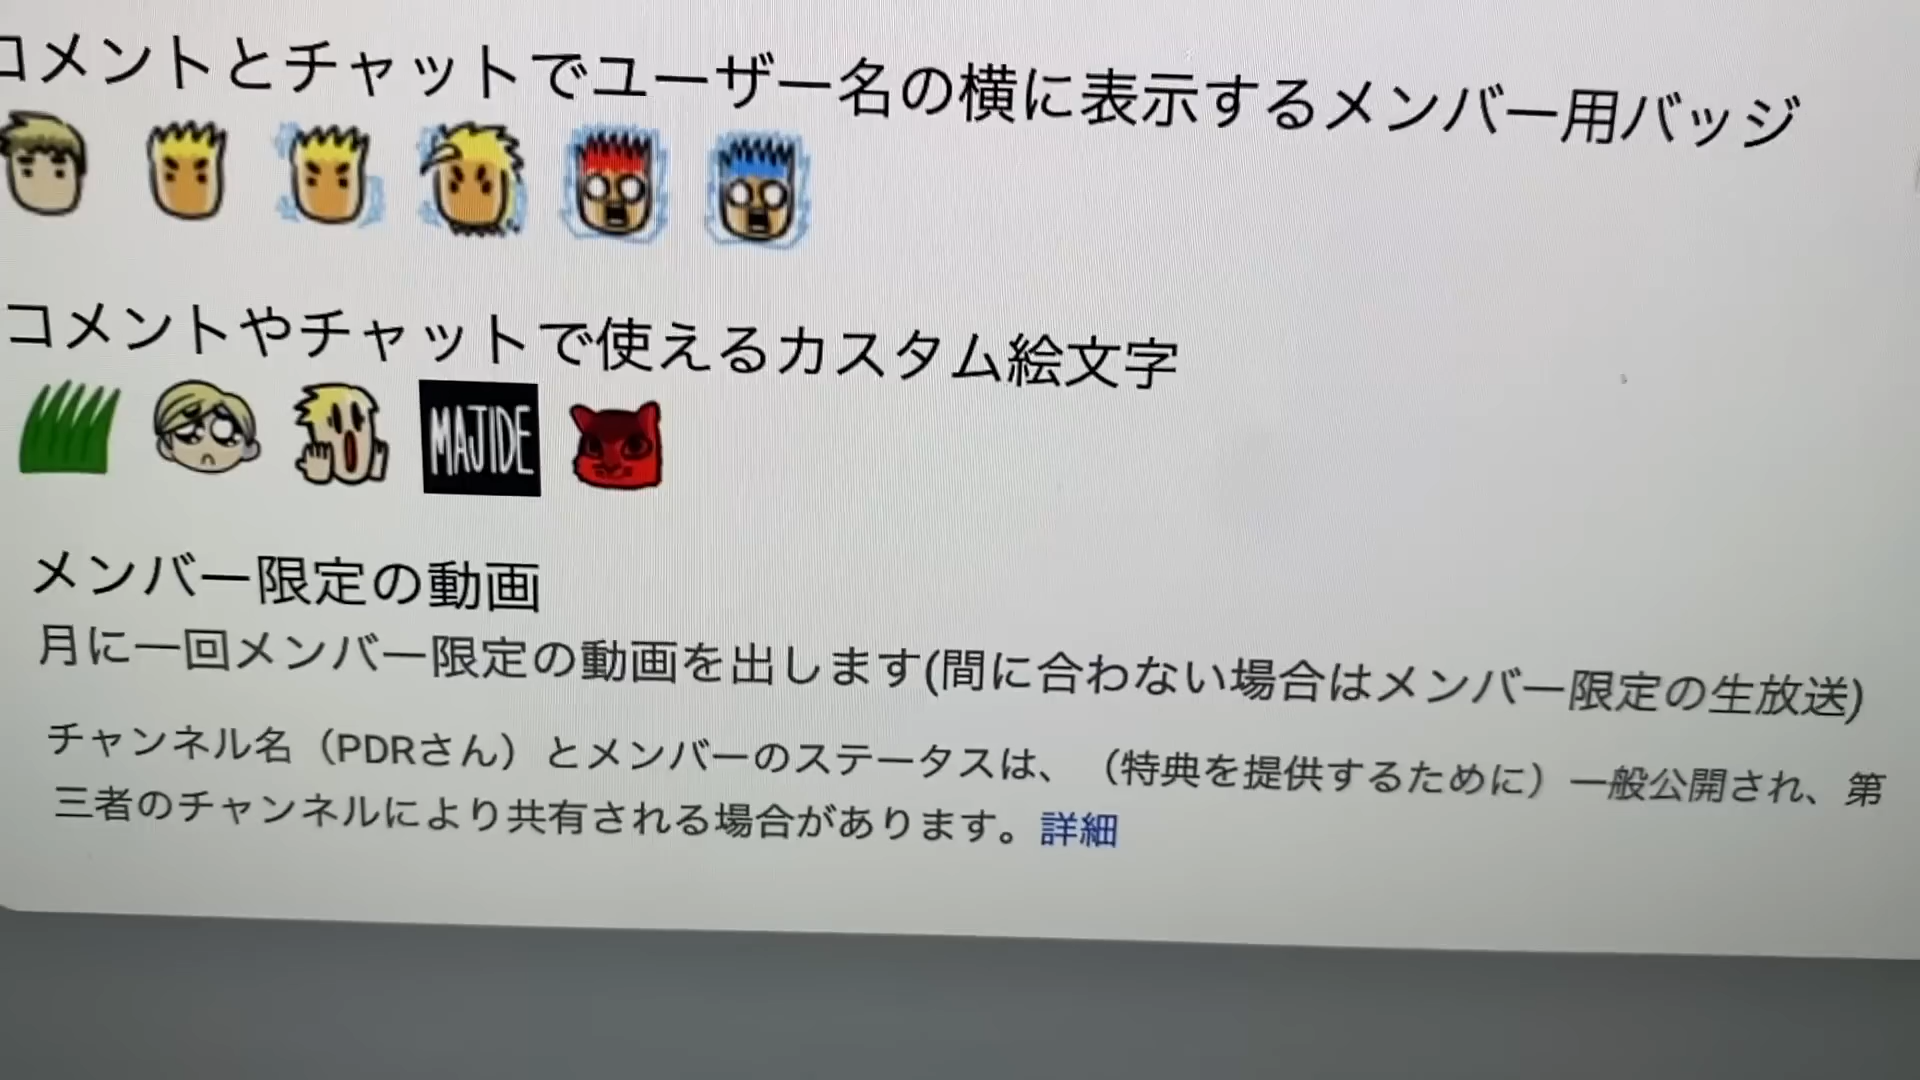 コメントとチャットでユーザー名の横に表示するメンバー用バッジ
コメントやチャットで使えるカスタム絵文字
MAJIDE
メンバー限定の動画
月に一回メンバー限定の動画を出します(間に合わない場合はメンバー限定の生放送)
チャンネル名（PDRさん）とメンバーのステータスは、（特典を提供するために）一般公開され、第
三者のチャンネルにより共有される場合があります。詳細